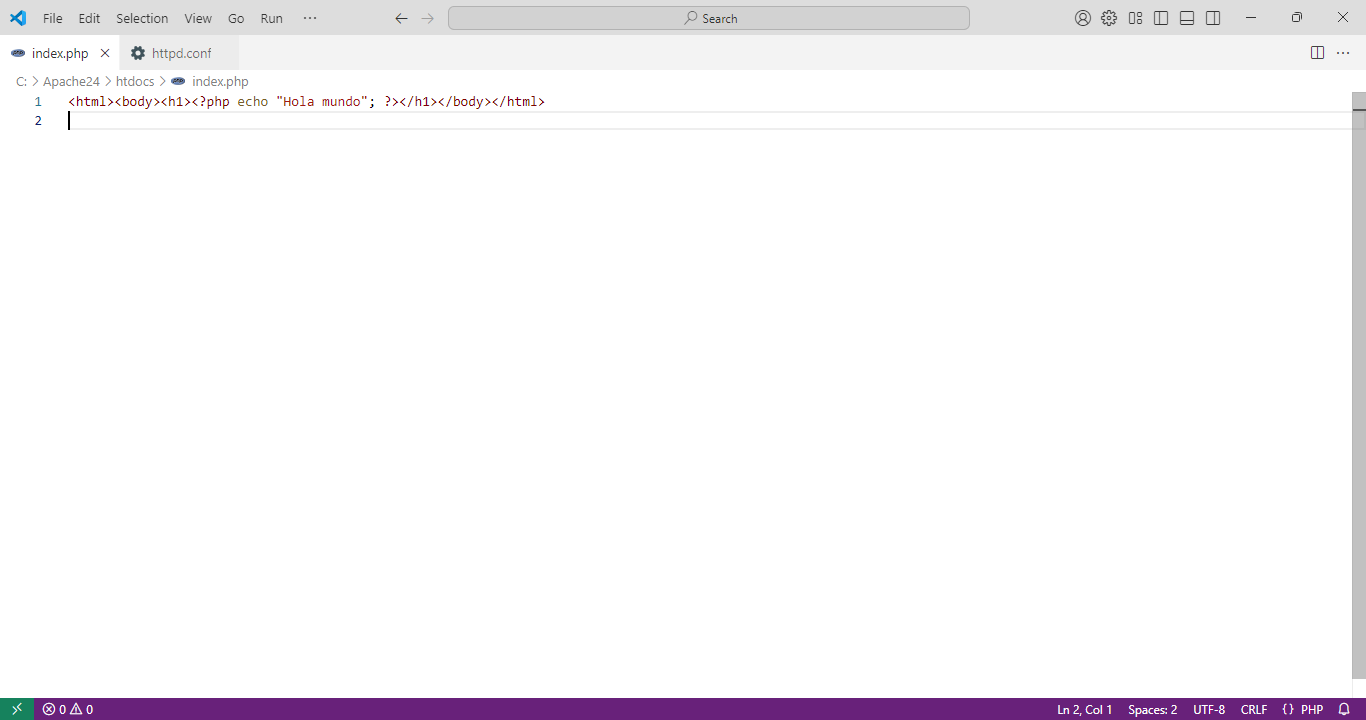 File Edit Selection View Go Run ··· Search
index.php httpd.conf
C: > Apache24 > htdocs > index.php
1 <html><body><h1><?php echo "Hola mundo"; ?></h1></body></html>
2
0 0 Ln 2, Col 1 Spaces: 2 UTF-8 CRLF {} PHP